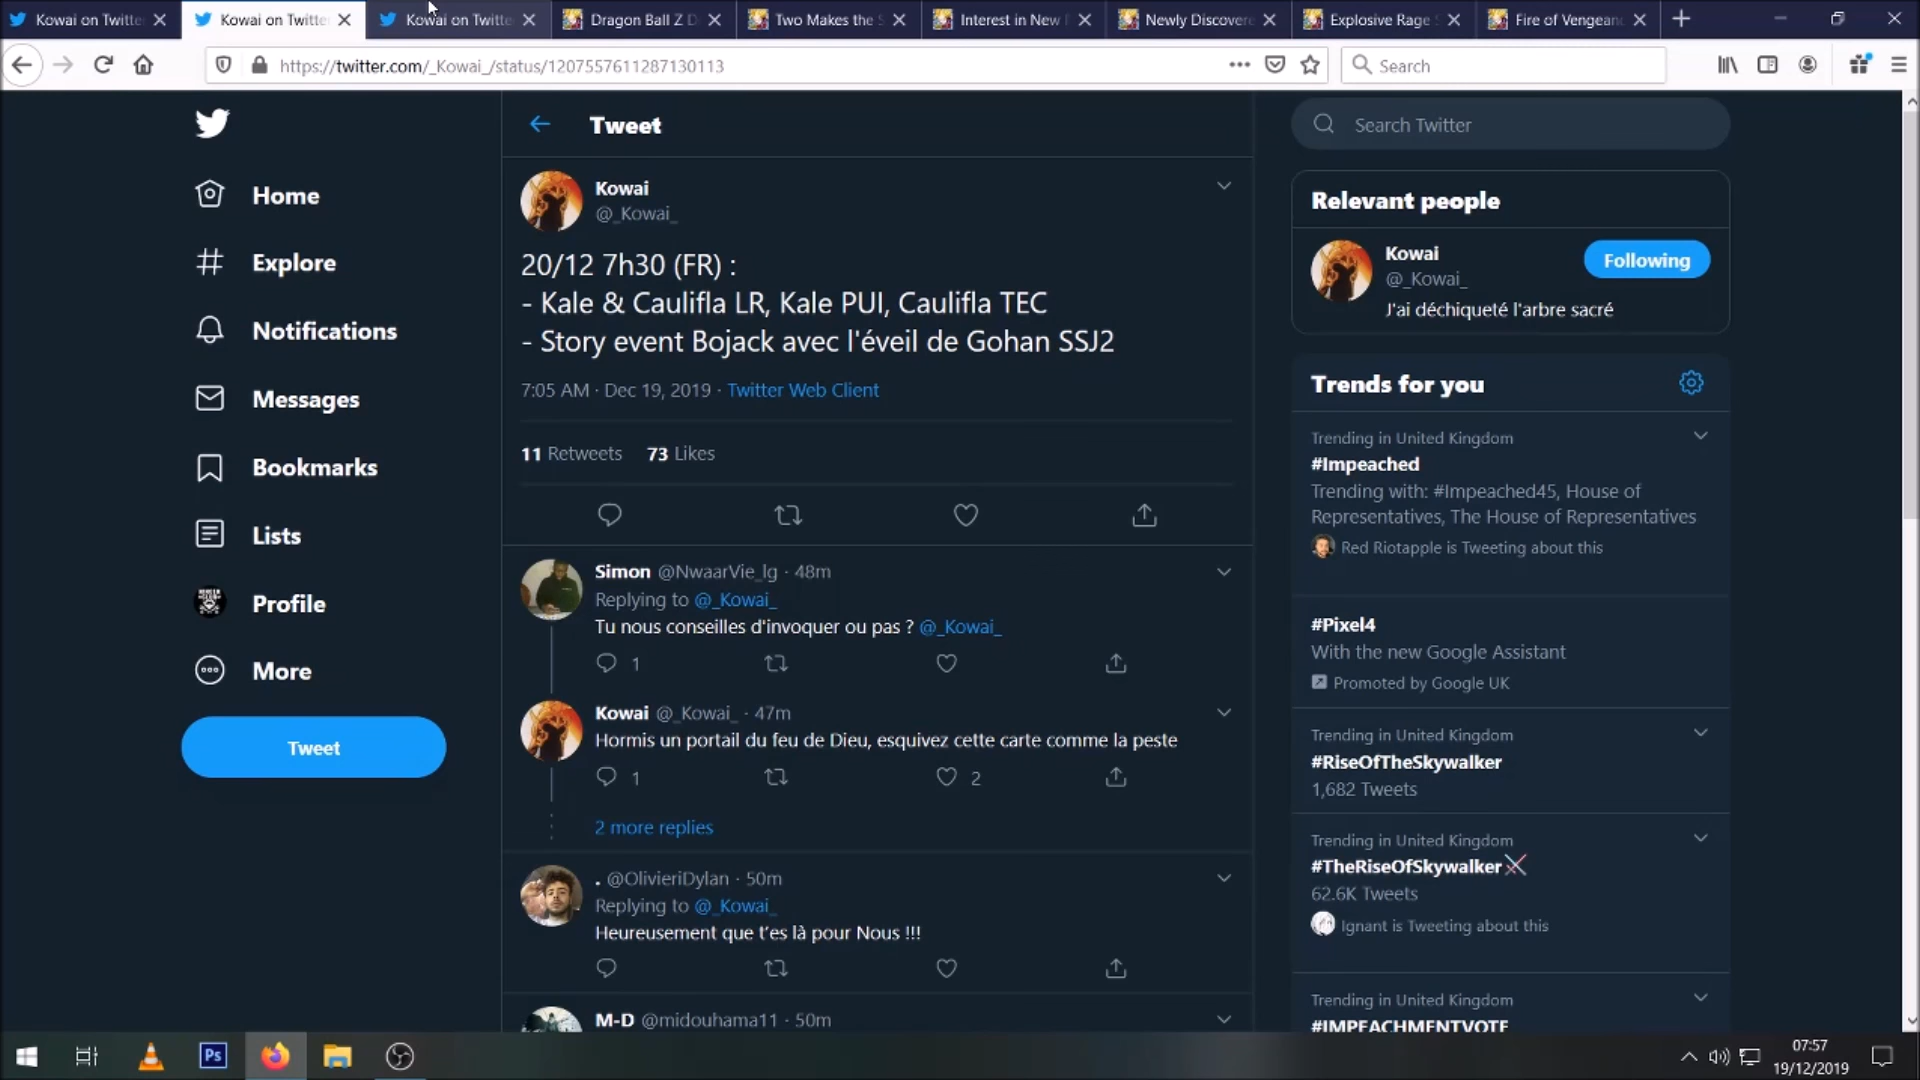 Kowai on Twitte
Kowai on Twitte
Kowai on Twitte
Dragon Ball Z D
Two Makes the S
Interest in New
Newly Discovere
Explosive Rage
Fire of Vengean
https://twitter.com/_Kowai_/status/1207557611287130113
Search
Home
Explore
Notifications
Messages
Bookmarks
Lists
Profile
More
Tweet
Tweet
Kowai
@_Kowai_
20/12 7h30 (FR) :
- Kale & Caulifla LR, Kale PUI, Caulifla TEC
- Story event Bojack avec l'éveil de Gohan SSJ2
7:05 AM · Dec 19, 2019 · Twitter Web Client
11 Retweets 73 Likes
Simon @NwaarVie_lg · 48m
Replying to @_Kowai_
Tu nous conseilles d'invoquer ou pas ? @_Kowai_
1
Kowai @_Kowai_ · 47m
Hormis un portail du feu de Dieu, esquivez cette carte comme la peste
1 2
2 more replies
. @OlivieriDylan · 50m
Replying to @_Kowai_
Heureusement que t'es là pour Nous !!!
M-D @midouhama11 · 50m
Search Twitter
Relevant people
Kowai
@_Kowai_
Following
J'ai déchiqueté l'arbre sacré
Trends for you
Trending in United Kingdom
#Impeached
Trending with: #Impeached45, House of
Representatives, The House of Representatives
Red Riotapple is Tweeting about this
#Pixel4
With the new Google Assistant
Promoted by Google UK
Trending in United Kingdom
#RiseOfTheSkywalker
1,682 Tweets
Trending in United Kingdom
#TheRiseOfSkywalker
62.6K Tweets
Ignant is Tweeting about this
Trending in United Kingdom
#IMPEACHMENTVOTE
Ps
07:57
19/12/2019